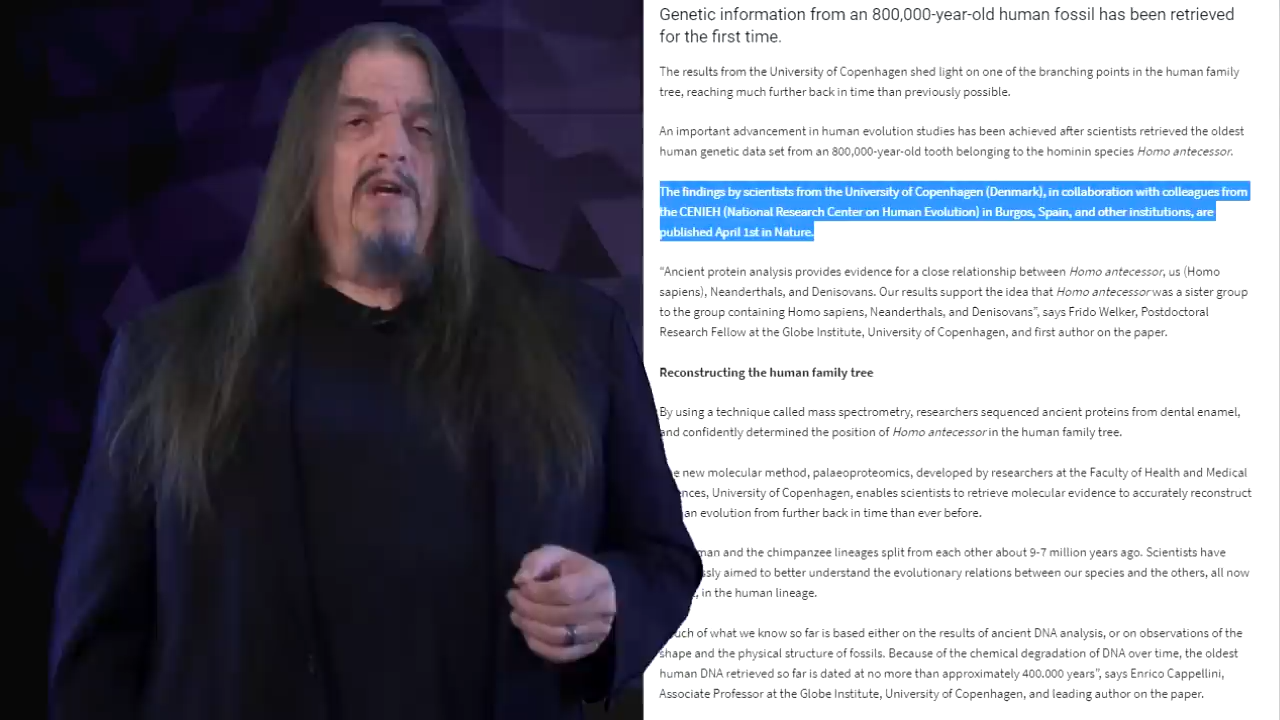 Genetic information from an 800,000-year-old human fossil has been retrieved
for the first time.
The results from the University of Copenhagen shed light on one of the branching points in the human family
tree, reaching much further back in time than previously possible.
An important advancement in human evolution studies has been achieved after scientists retrieved the oldest
human genetic data set from an 800,000-year-old tooth belonging to the hominin species Homo antecessor.
The findings by scientists from the University of Copenhagen (Denmark), in collaboration with colleagues from
the CENIEH (National Research Center on Human Evolution) in Burgos, Spain, and other institutions, are
published April 1st in Nature.
“Ancient protein analysis provides evidence for a close relationship between Homo antecessor, us (Homo
sapiens), Neanderthals, and Denisovans. Our results support the idea that Homo antecessor was a sister group
to the group containing Homo sapiens, Neanderthals, and Denisovans”, says Frido Welker, Postdoctoral
Research Fellow at the Globe Institute, University of Copenhagen, and first author on the paper.
Reconstructing the human family tree
By using a technique called mass spectrometry, researchers sequenced ancient proteins from dental enamel,
and confidently determined the position of Homo antecessor in the human family tree.
new molecular method, palaeoproteomics, developed by researchers at the Faculty of Health and Medical
University of Copenhagen, enables scientists to retrieve molecular evidence to accurately reconstruct
evolution from further back in time than ever before.
and the chimpanzee lineages split from each other about 9-7 million years ago. Scientists have
aimed to better understand the evolutionary relations between our species and the others, all now
in the human lineage.
of what we know so far is based either on the results of ancient DNA analysis, or on observations of the
shape and the physical structure of fossils. Because of the chemical degradation of DNA over time, the oldest
human DNA retrieved so far is dated at no more than approximately 400.000 years”, says Enrico Cappellini,
Associate Professor at the Globe Institute, University of Copenhagen, and leading author on the paper.